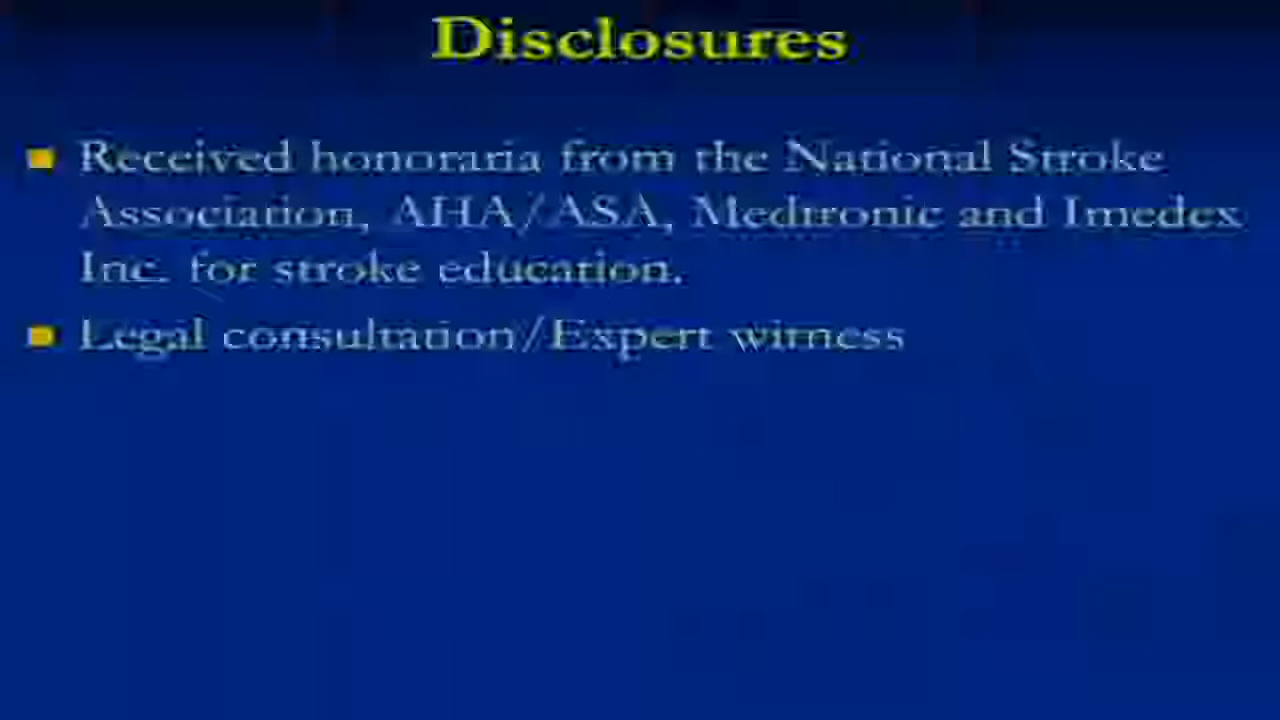 Disclosures
Received honoraria from the National Stroke
Association, AHA/ASA, Medtronic and Imedex
Inc. for stroke education.
Legal consultation/Expert witness